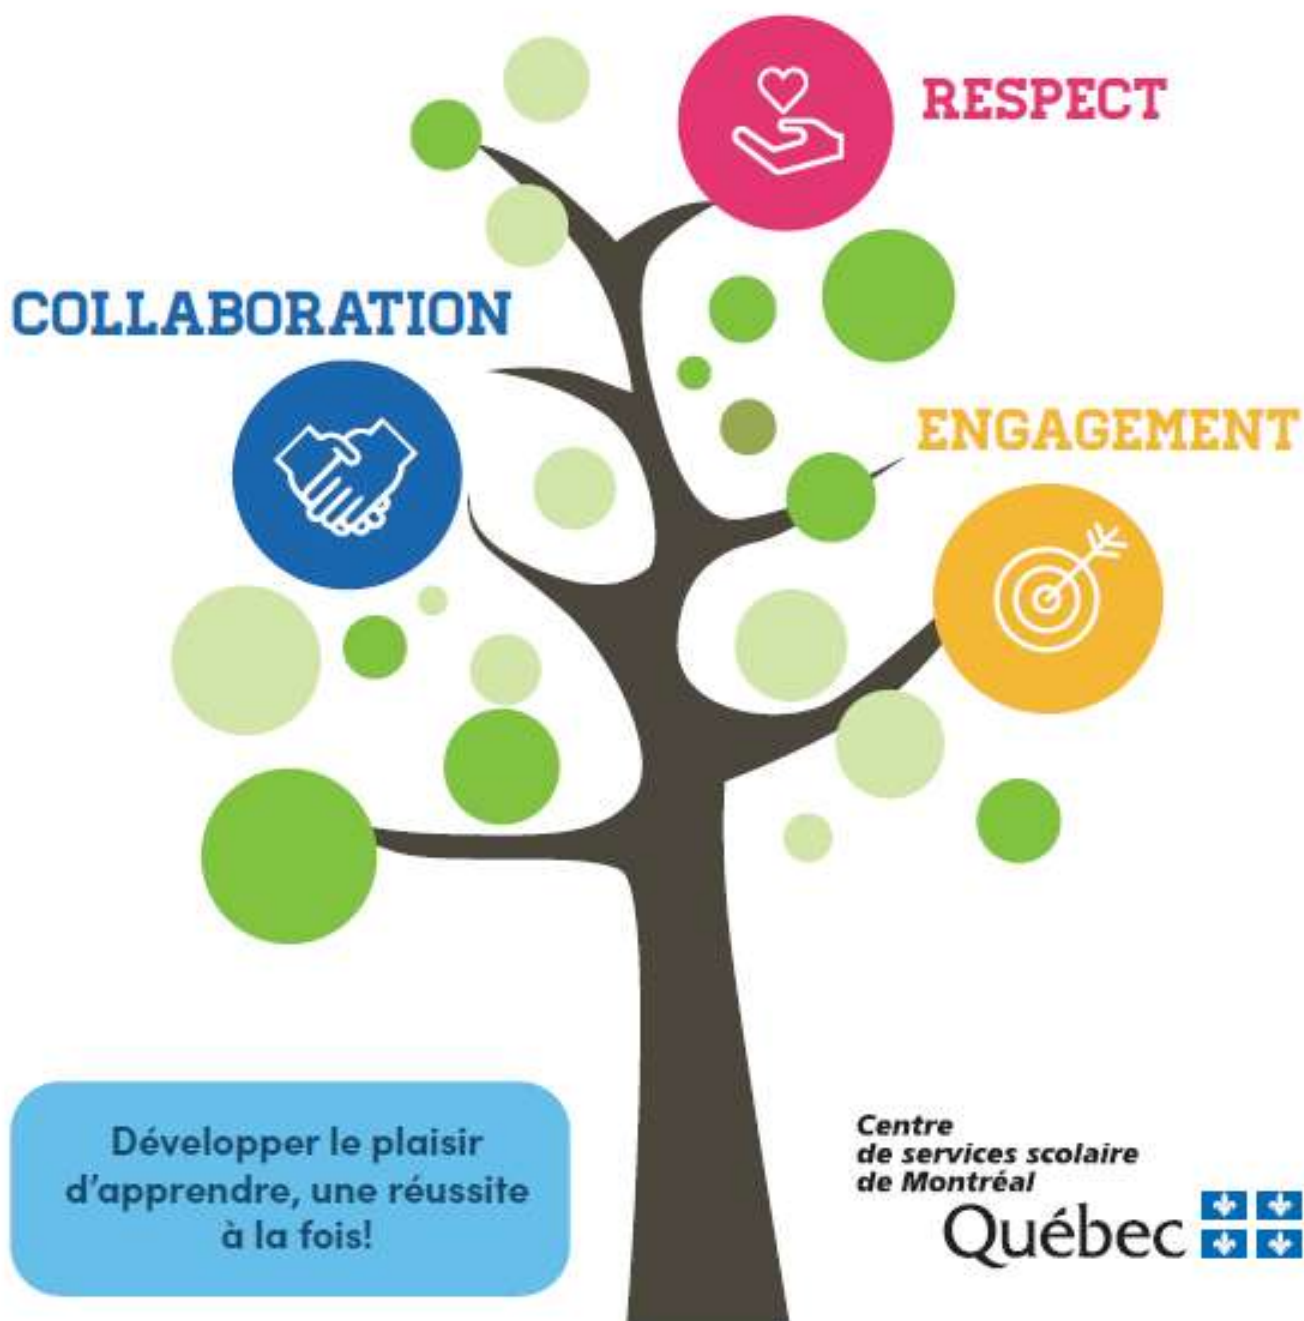 RESPECT
COLLABORATION
ENGAGEMENT
Développer le plaisir
d'apprendre, une réussite
à la fois!
Centre
de services scolaire
de Montréal
Québec